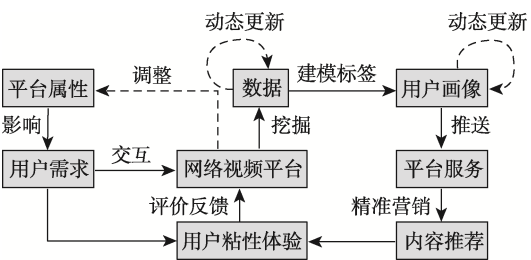 动态更新
动态更新
平台属性
调整
数据
建模标签
用户画像
影响
挖掘
推送
用户需求
交互
网络视频平台
平台服务
评价反馈
精准营销
用户粘性体验
内容推荐